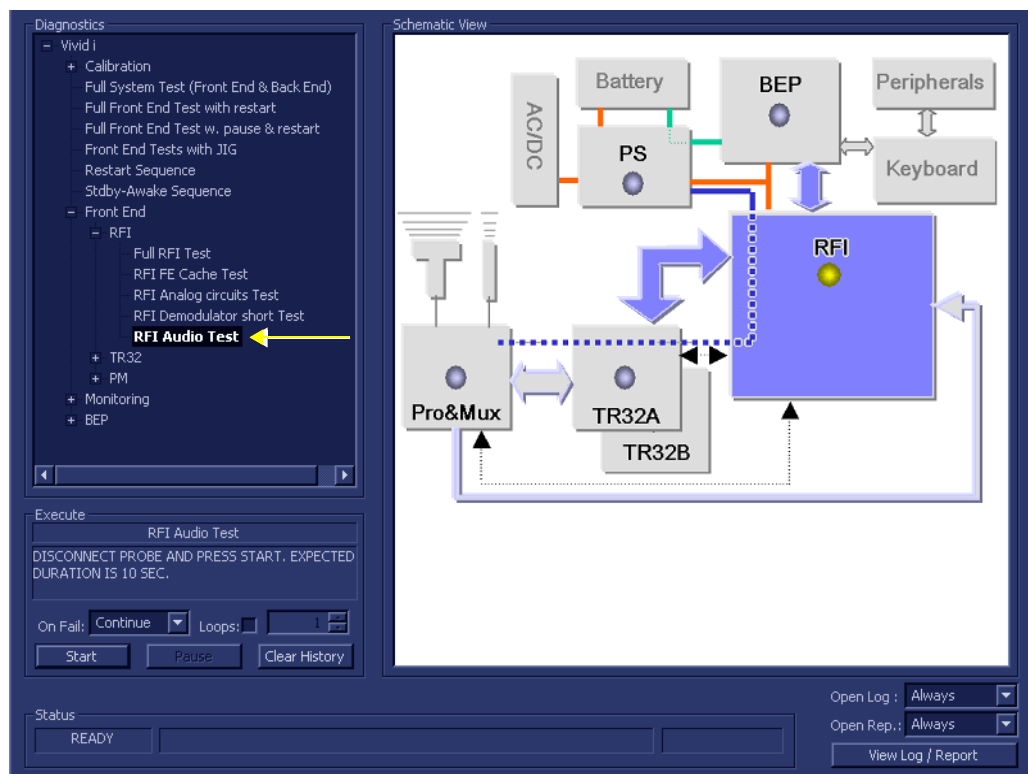 Diagnostics
Vivid i
Calibration
Full System Test (Front End & Back End)
Full Front End Test with restart
Full Front End Test w. pause & restart
Front End Tests with JIG
Restart Sequence
Stdby-Awake Sequence
Front End
RFI
Full RFI Test
RFI FE Cache Test
RFI Analog circuits Test
RFI Demodulator short Test
RFI Audio Test
TR32
PM
Monitoring
BEP
Execute
RFI Audio Test
DISCONNECT PROBE AND PRESS START. EXPECTED
DURATION IS 10 SEC.
On Fail: Continue Loops: 1
Start Pause Clear History
Schematic View
AC/DC
Battery
PS
BEP
Peripherals
Keyboard
RFI
Pro&Mux
TR32A
TR32B
Status
READY
Open Log : Always
Open Rep.: Always
View Log / Report